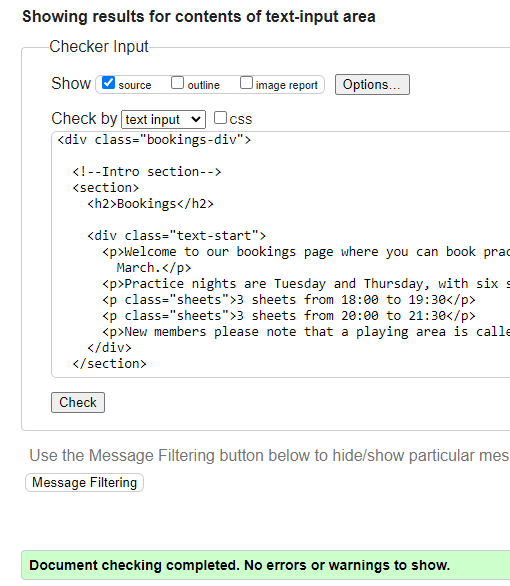 Showing results for contents of text-input area
Checker Input
Show source outline image report Options...
Check by text input css
<div class="bookings-div">
<!--Intro section-->
<section>
<h2>Bookings</h2>
<div class="text-start">
<p>Welcome to our bookings page where you can book prac
March.</p>
<p>Practice nights are Tuesday and Thursday, with six s
<p class="sheets">3 sheets from 18:00 to 19:30</p>
<p class="sheets">3 sheets from 20:00 to 21:30</p>
<p>New members please note that a playing area is calle
</div>
</section>
Check
Use the Message Filtering button below to hide/show particular mes
Message Filtering
Document checking completed. No errors or warnings to show.